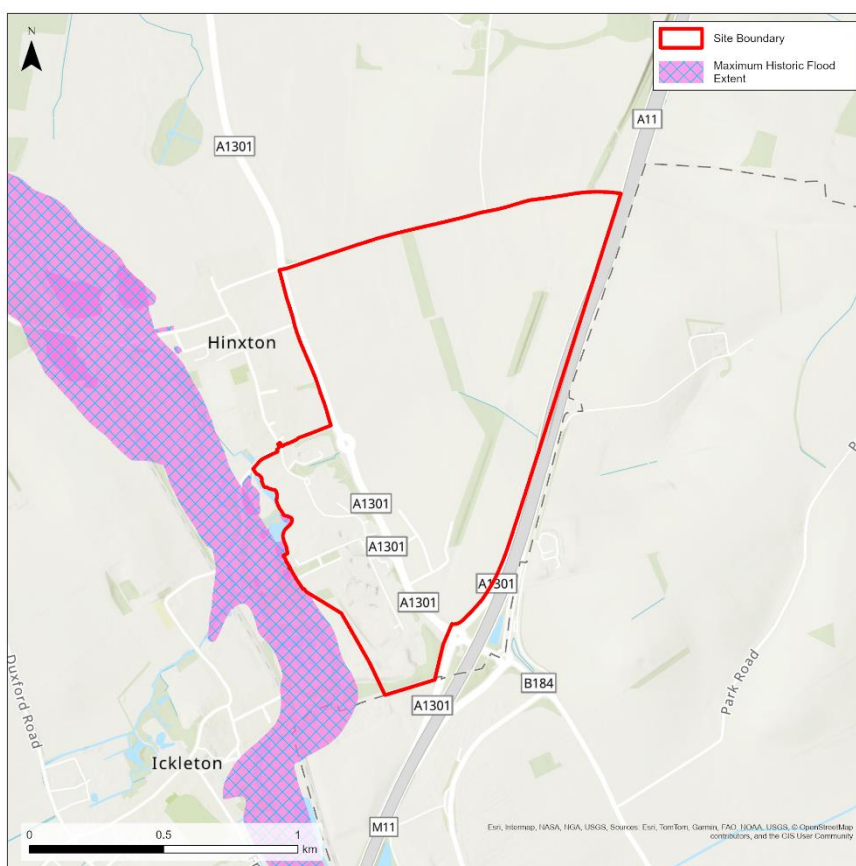 N
Site Boundary
Maximum Historic Flood
Extent
A11
A1301
Hinxton
A1301
A1301
A1301
A1301
B184
A1301
Park Road
Duxford Road
Ickleton
M11
0 0.5 1
km
Esri, Intermap, NASA, NGA, USGS, Sources: Esri, TomTom, Garmin, FAO, NOAA, USGS, © OpenStreetMap
contributors, and the GIS User Community